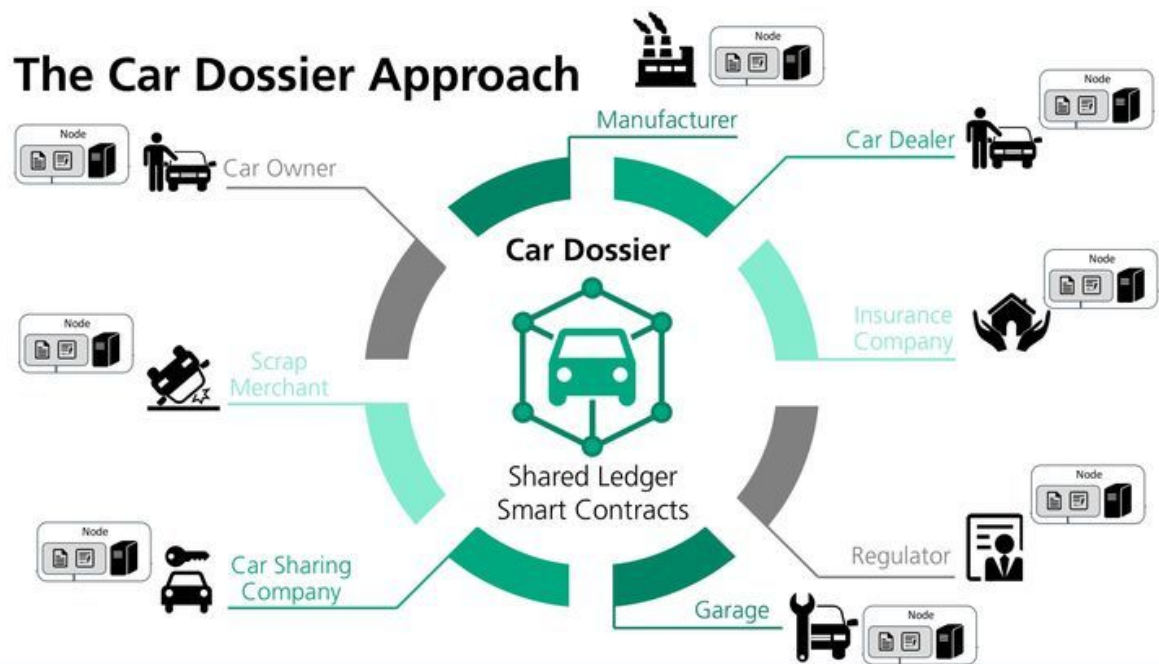 The Car Dossier Approach
Node
Manufacturer
Node
Car Dealer
Node
Car Owner
Car Dossier
Node
Insurance
Company
Node
Scrap
Merchant
Shared Ledger
Smart Contracts
Node
Regulator
Node
Car Sharing
Company
Garage
Node